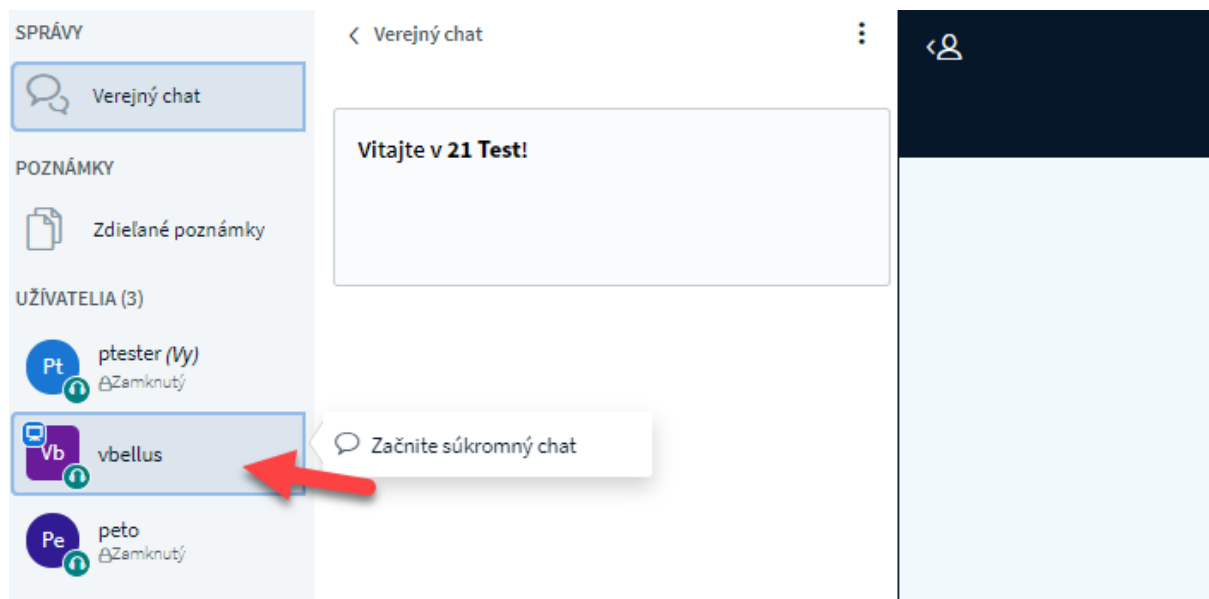 SPRÁVY
Verejný chat
POZNÁMKY
Zdieľané poznámky
UŽÍVATELIA (3)
Pt
ptester (Vy)
Zamknutý
Vb
vbellus
Pe
peto
Zamknutý
Verejný chat
Vitajte v 21 Test!
Začnite súkromný chat